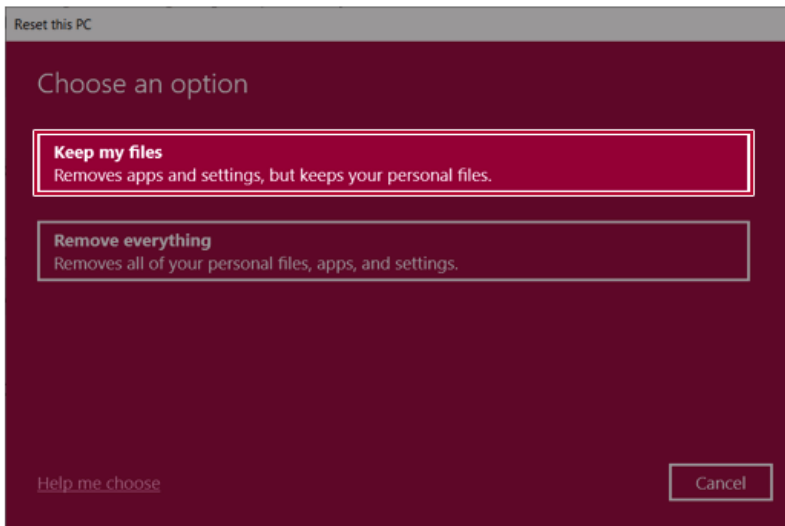 Reset this PC
Choose an option
Keep my files
Removes apps and settings, but keeps your personal files.
Remove everything
Removes all of your personal files, apps, and settings.
Help me choose
Cancel